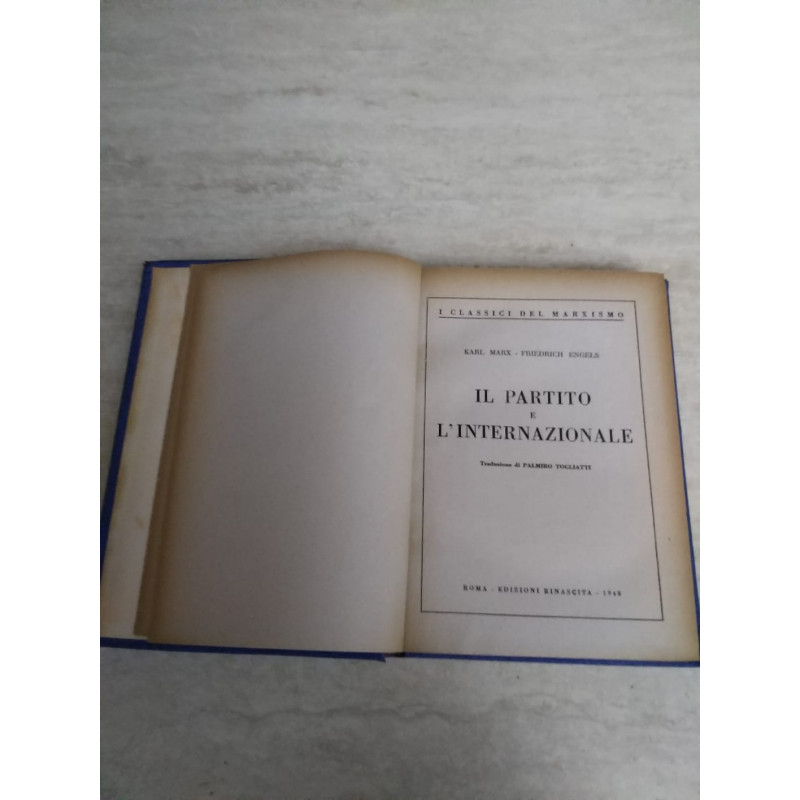 I CLASSICI DEL MARXISMO
KARL MARX - FRIEDRICH ENGELS
IL PARTITO
E
L'INTERNAZIONALE
Traduzione di PALMIRO TOGLIATTI
ROMA - EDIZIONI RINASCITA - 1948